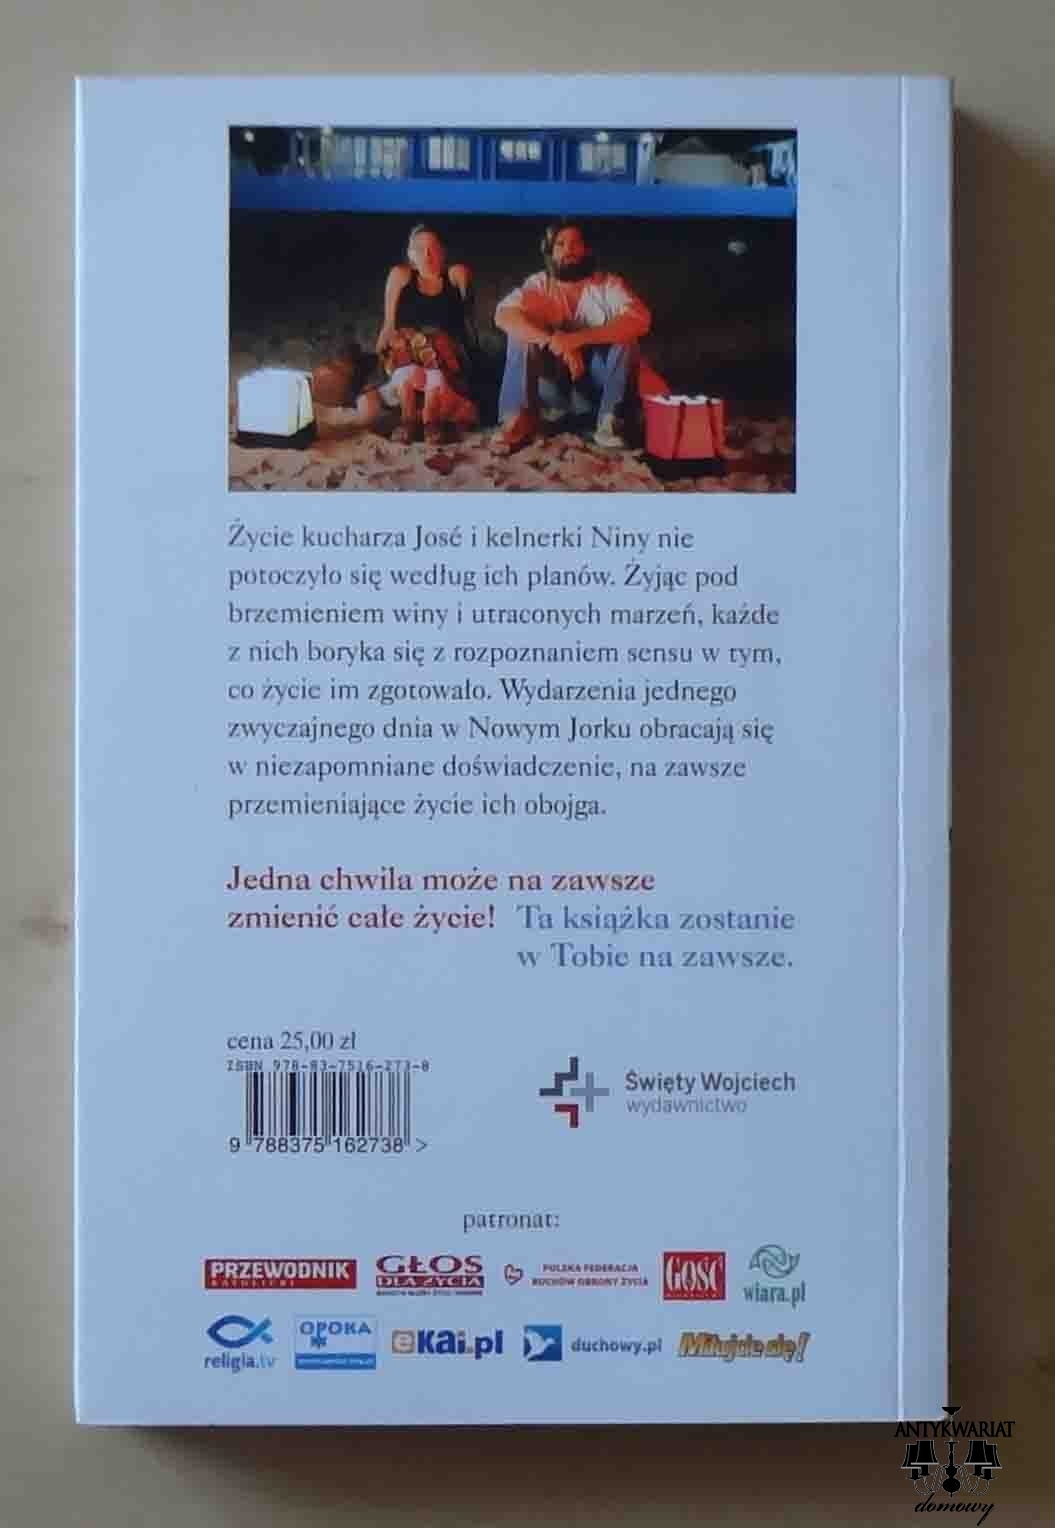 Życie kucharza José i kelnerki Niny nie
potoczyło się według ich planów. Żyjąc pod
brzemieniem winy i utraconych marzeń, każde
z nich boryka się z rozpoznaniem sensu w tym,
co życie im zgotowało. Wydarzenia jednego
zwyczajnego dnia w Nowym Jorku obracają się
w niezapomniane doświadczenie, na zawsze
przemieniające życie ich obojga.
Jedna chwila może na zawsze
zmienić całe życie! Ta książka zostanie
w Tobie na zawsze.
cena 25,00 zł
ISBN 978-83-7516-273-8
9 788375 162738 >
Święty Wojciech
wydawnictwo
patronat:
PRZEWODNIK
KATOLICKI
GŁOS
DLA ŻYCIA
POLSKA FEDERACJA
RUCHÓW OBRONY ŻYCIA
GOŚĆ
wiara.pl
religia.tv
OPOKA
eKai.pl
duchowy.pl
Miłujcie się!
ANTYKWARIAT
domowy